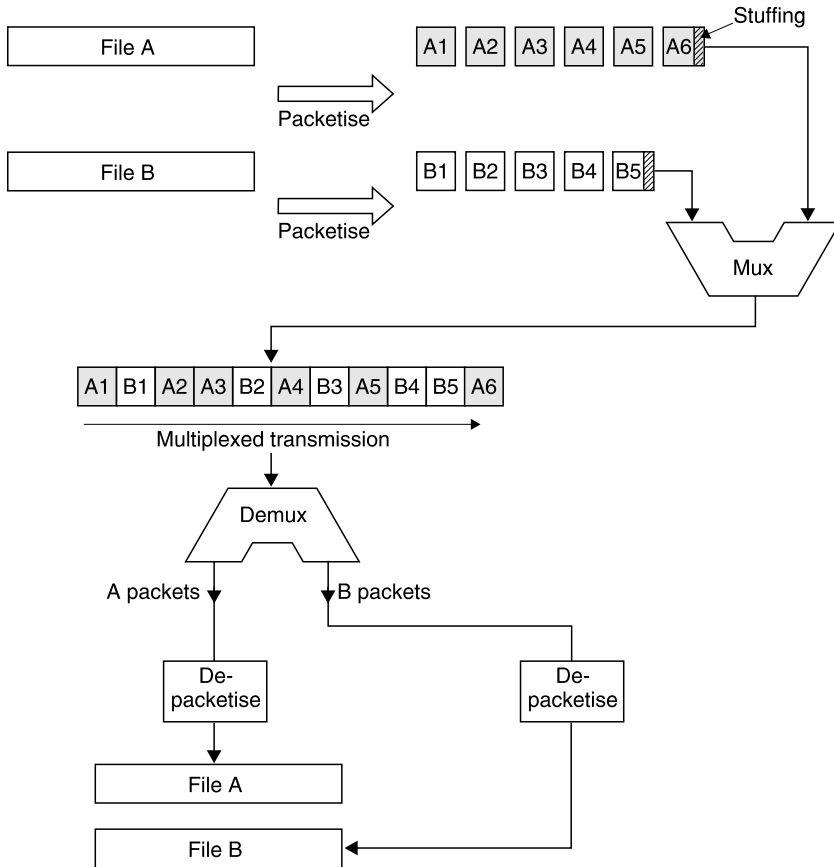 Stuffing
File A
A1 A2 A3 A4 A5 A6
Packetise
File B
B1 B2 B3 B4 B5
Packetise
Mux
A1 B1 A2 A3 B2 A4 B3 A5 B4 B5 A6
Multiplexed transmission
Demux
A packets
B packets
De-
packetise
De-
packetise
File A
File B